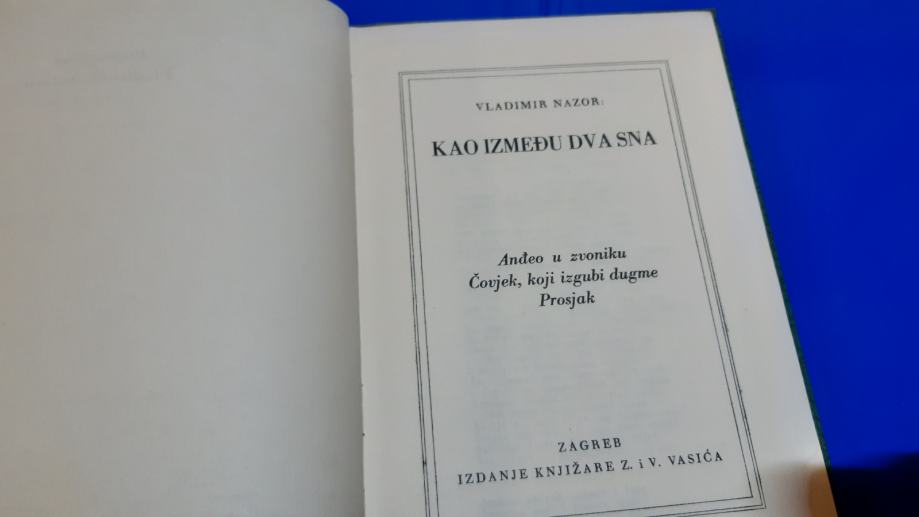 VLADIMIR NAZOR:
KAO IZMEĐU DVA SNA
Anđeo u zvoniku
Čovjek, koji izgubi dugme
Prosjak
ZAGREB
IZDANJE KNJIŽARE Z. i V. VASIĆA